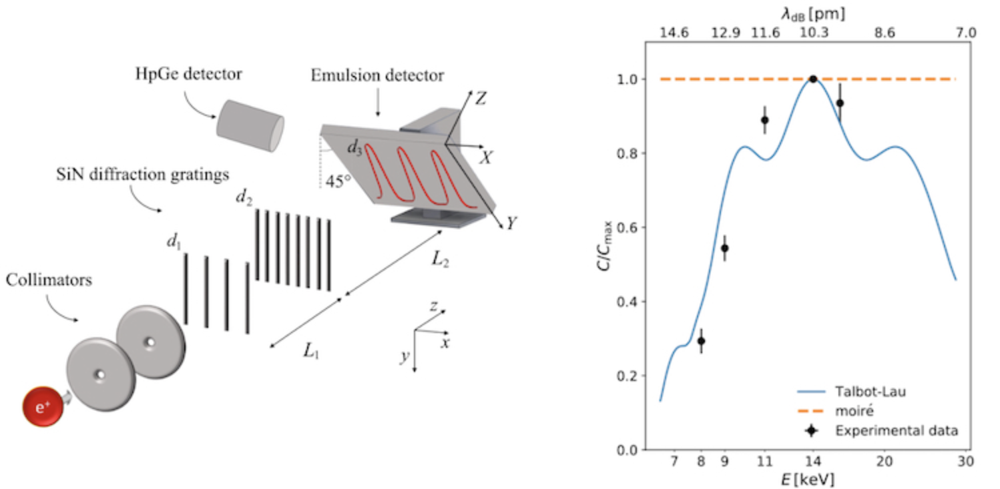 HpGe detector
Emulsion detector
Z
X
Y
d3
45°
SiN diffraction gratings
d2
d1
L2
L1
Collimators
z
x
y
e+
λdB [pm]
14.6 12.9 11.6 10.3 8.6 7.0
C/Cmax
1.0
0.8
0.6
0.4
0.2
0.0
Talbot-Lau
moiré
Experimental data
7 8 9 11 14 20 30
E [keV]